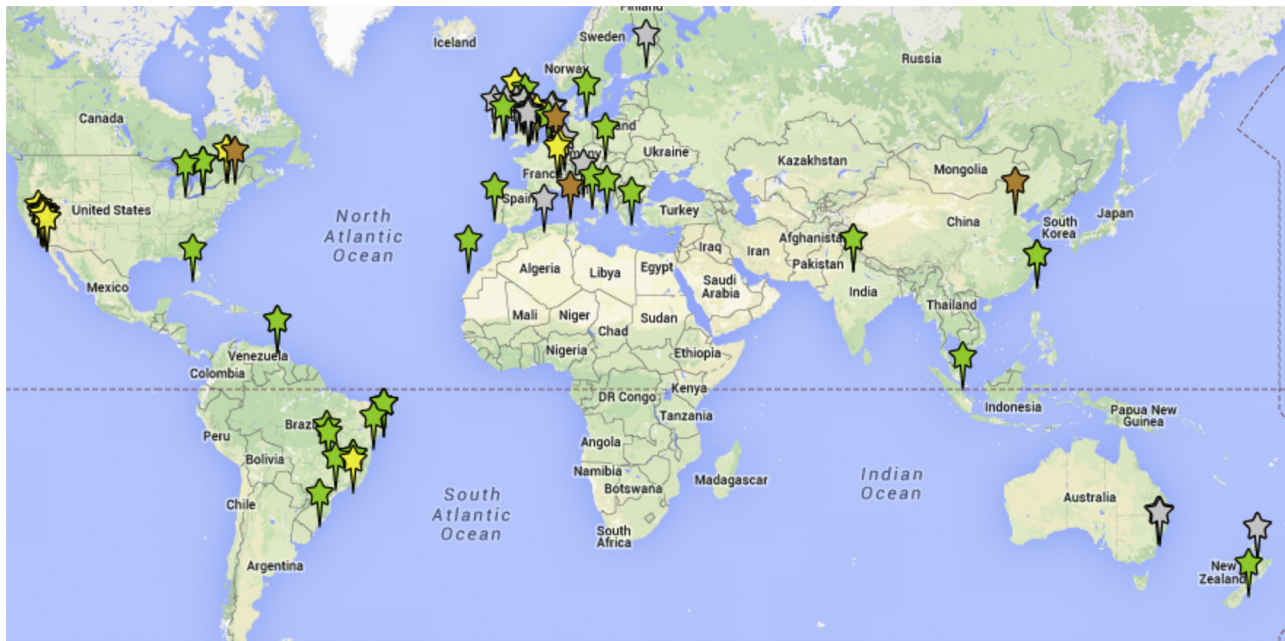 Finland
Iceland
Sweden
Russia
Norway
Canada
Ukraine
Kazakhstan
Mongolia
France
Spain
United States
North
Atlantic
Ocean
Turkey
China
South
Korea
Japan
Iraq
Iran
Afghanista
Pakistan
Algeria
Libya
Egypt
Saudi
Arabia
India
Mexico
Mali
Niger
Sudan
Chad
Thailand
Venezuela
Nigeria
Ethiopia
Colombia
Kenya
DR Congo
Indonesia
Papua New
Guinea
Tanzania
Peru
Braz
Bolivia
Angola
Namibia
Botswana
Madagascar
Indian
Ocean
Australia
Chile
South
Atlantic
Ocean
South
Africa
Argentina
New
Zealand